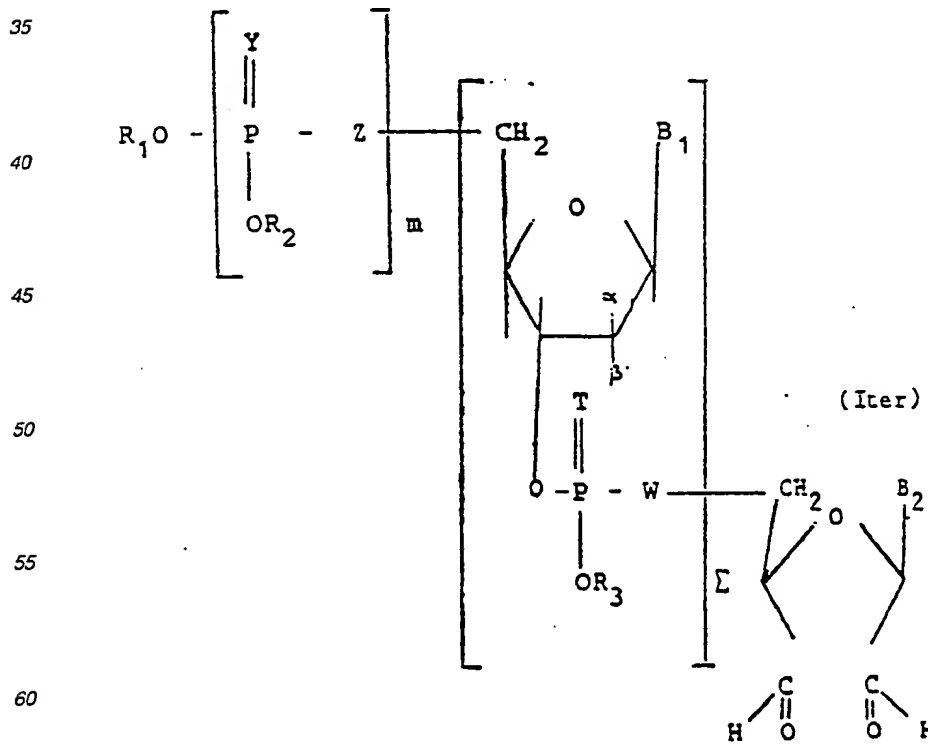 35
Y
||
R₁O - P - Z CH₂ B₁
40
OR₂ m O
45
α
β
T (Iter)
50
||
O - P - W CH₂ O B₂
55
OR₃ Σ
60
C C
H O O H